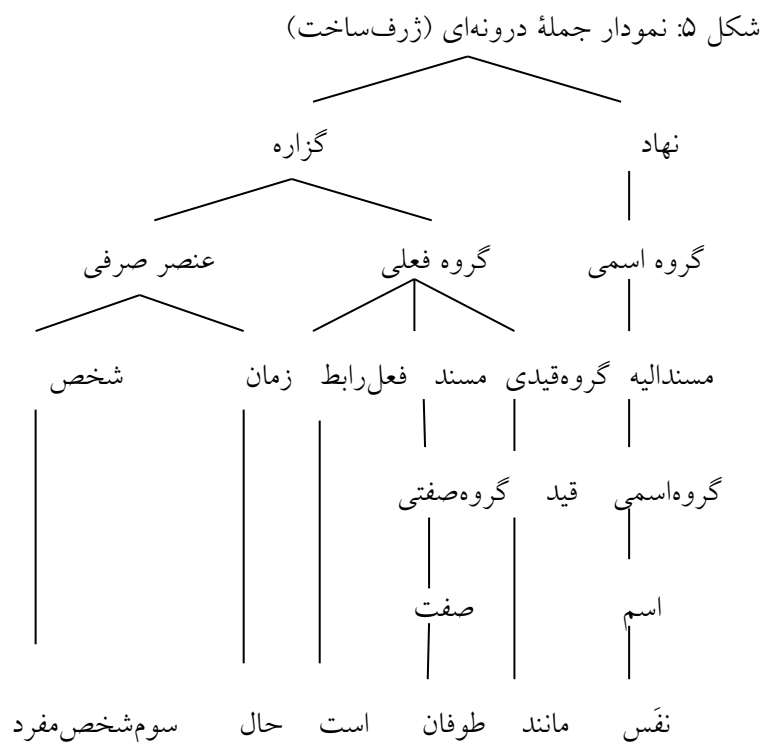 شکل ۵: نمودار جملهٔ درونه‌ای (ژرف‌ساخت)
نهاد گزاره
گروه اسمی گروه فعلی عنصر صرفی
مسندالیه گروه‌قیدی مسند فعل‌رابط زمان شخص
گروه‌اسمی قید گروه‌صفتی
اسم صفت
نفَس مانند طوفان است حال سوم‌شخص‌مفرد